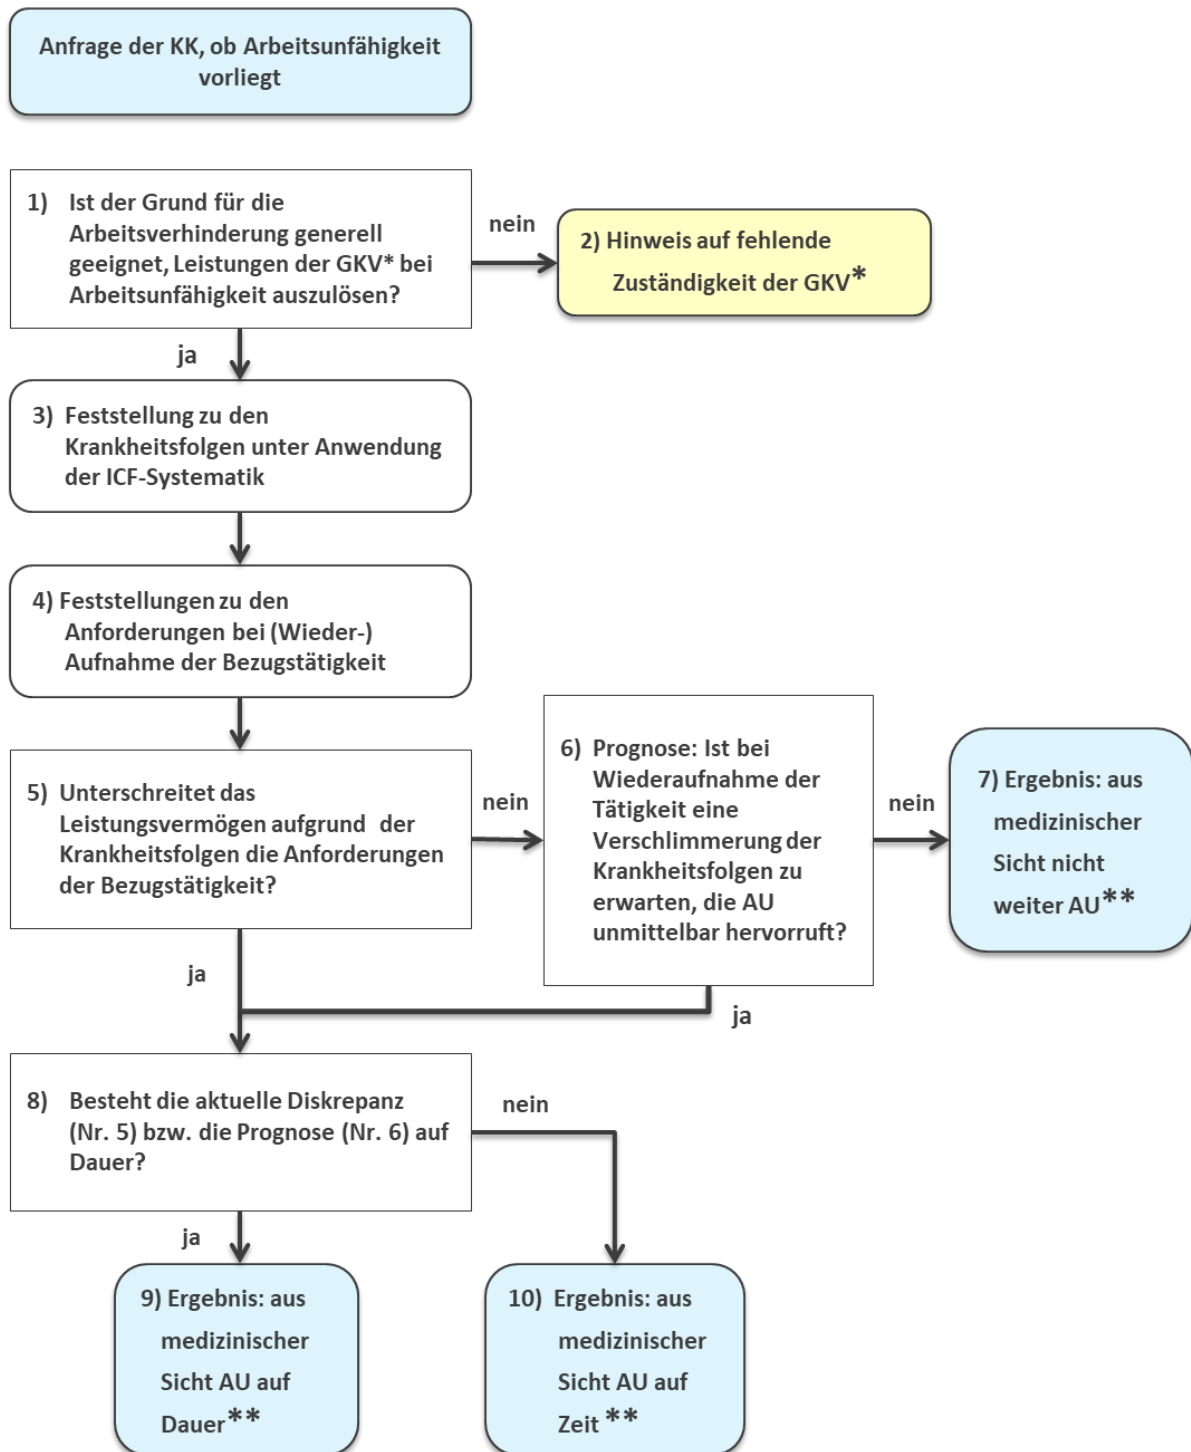 Anfrage der KK, ob Arbeitsunfähigkeit
vorliegt
1) Ist der Grund für die
Arbeitsverhinderung generell
geeignet, Leistungen der GKV* bei
Arbeitsunfähigkeit auszulösen?
nein
2) Hinweis auf fehlende
Zuständigkeit der GKV*
ja
3) Feststellung zu den
Krankheitsfolgen unter Anwendung
der ICF-Systematik
4) Feststellungen zu den
Anforderungen bei (Wieder-)
Aufnahme der Bezugstätigkeit
5) Unterschreitet das
Leistungsvermögen aufgrund der
Krankheitsfolgen die Anforderungen
der Bezugstätigkeit?
nein
6) Prognose: Ist bei
Wiederaufnahme der
Tätigkeit eine
Verschlimmerung der
Krankheitsfolgen zu
erwarten, die AU
unmittelbar hervorruft?
nein
7) Ergebnis: aus
medizinischer
Sicht nicht
weiter AU**
ja
ja
8) Besteht die aktuelle Diskrepanz
(Nr. 5) bzw. die Prognose (Nr. 6) auf
Dauer?
nein
ja
9) Ergebnis: aus
medizinischer
Sicht AU auf
Dauer**
10) Ergebnis: aus
medizinischer
Sicht AU auf
Zeit **